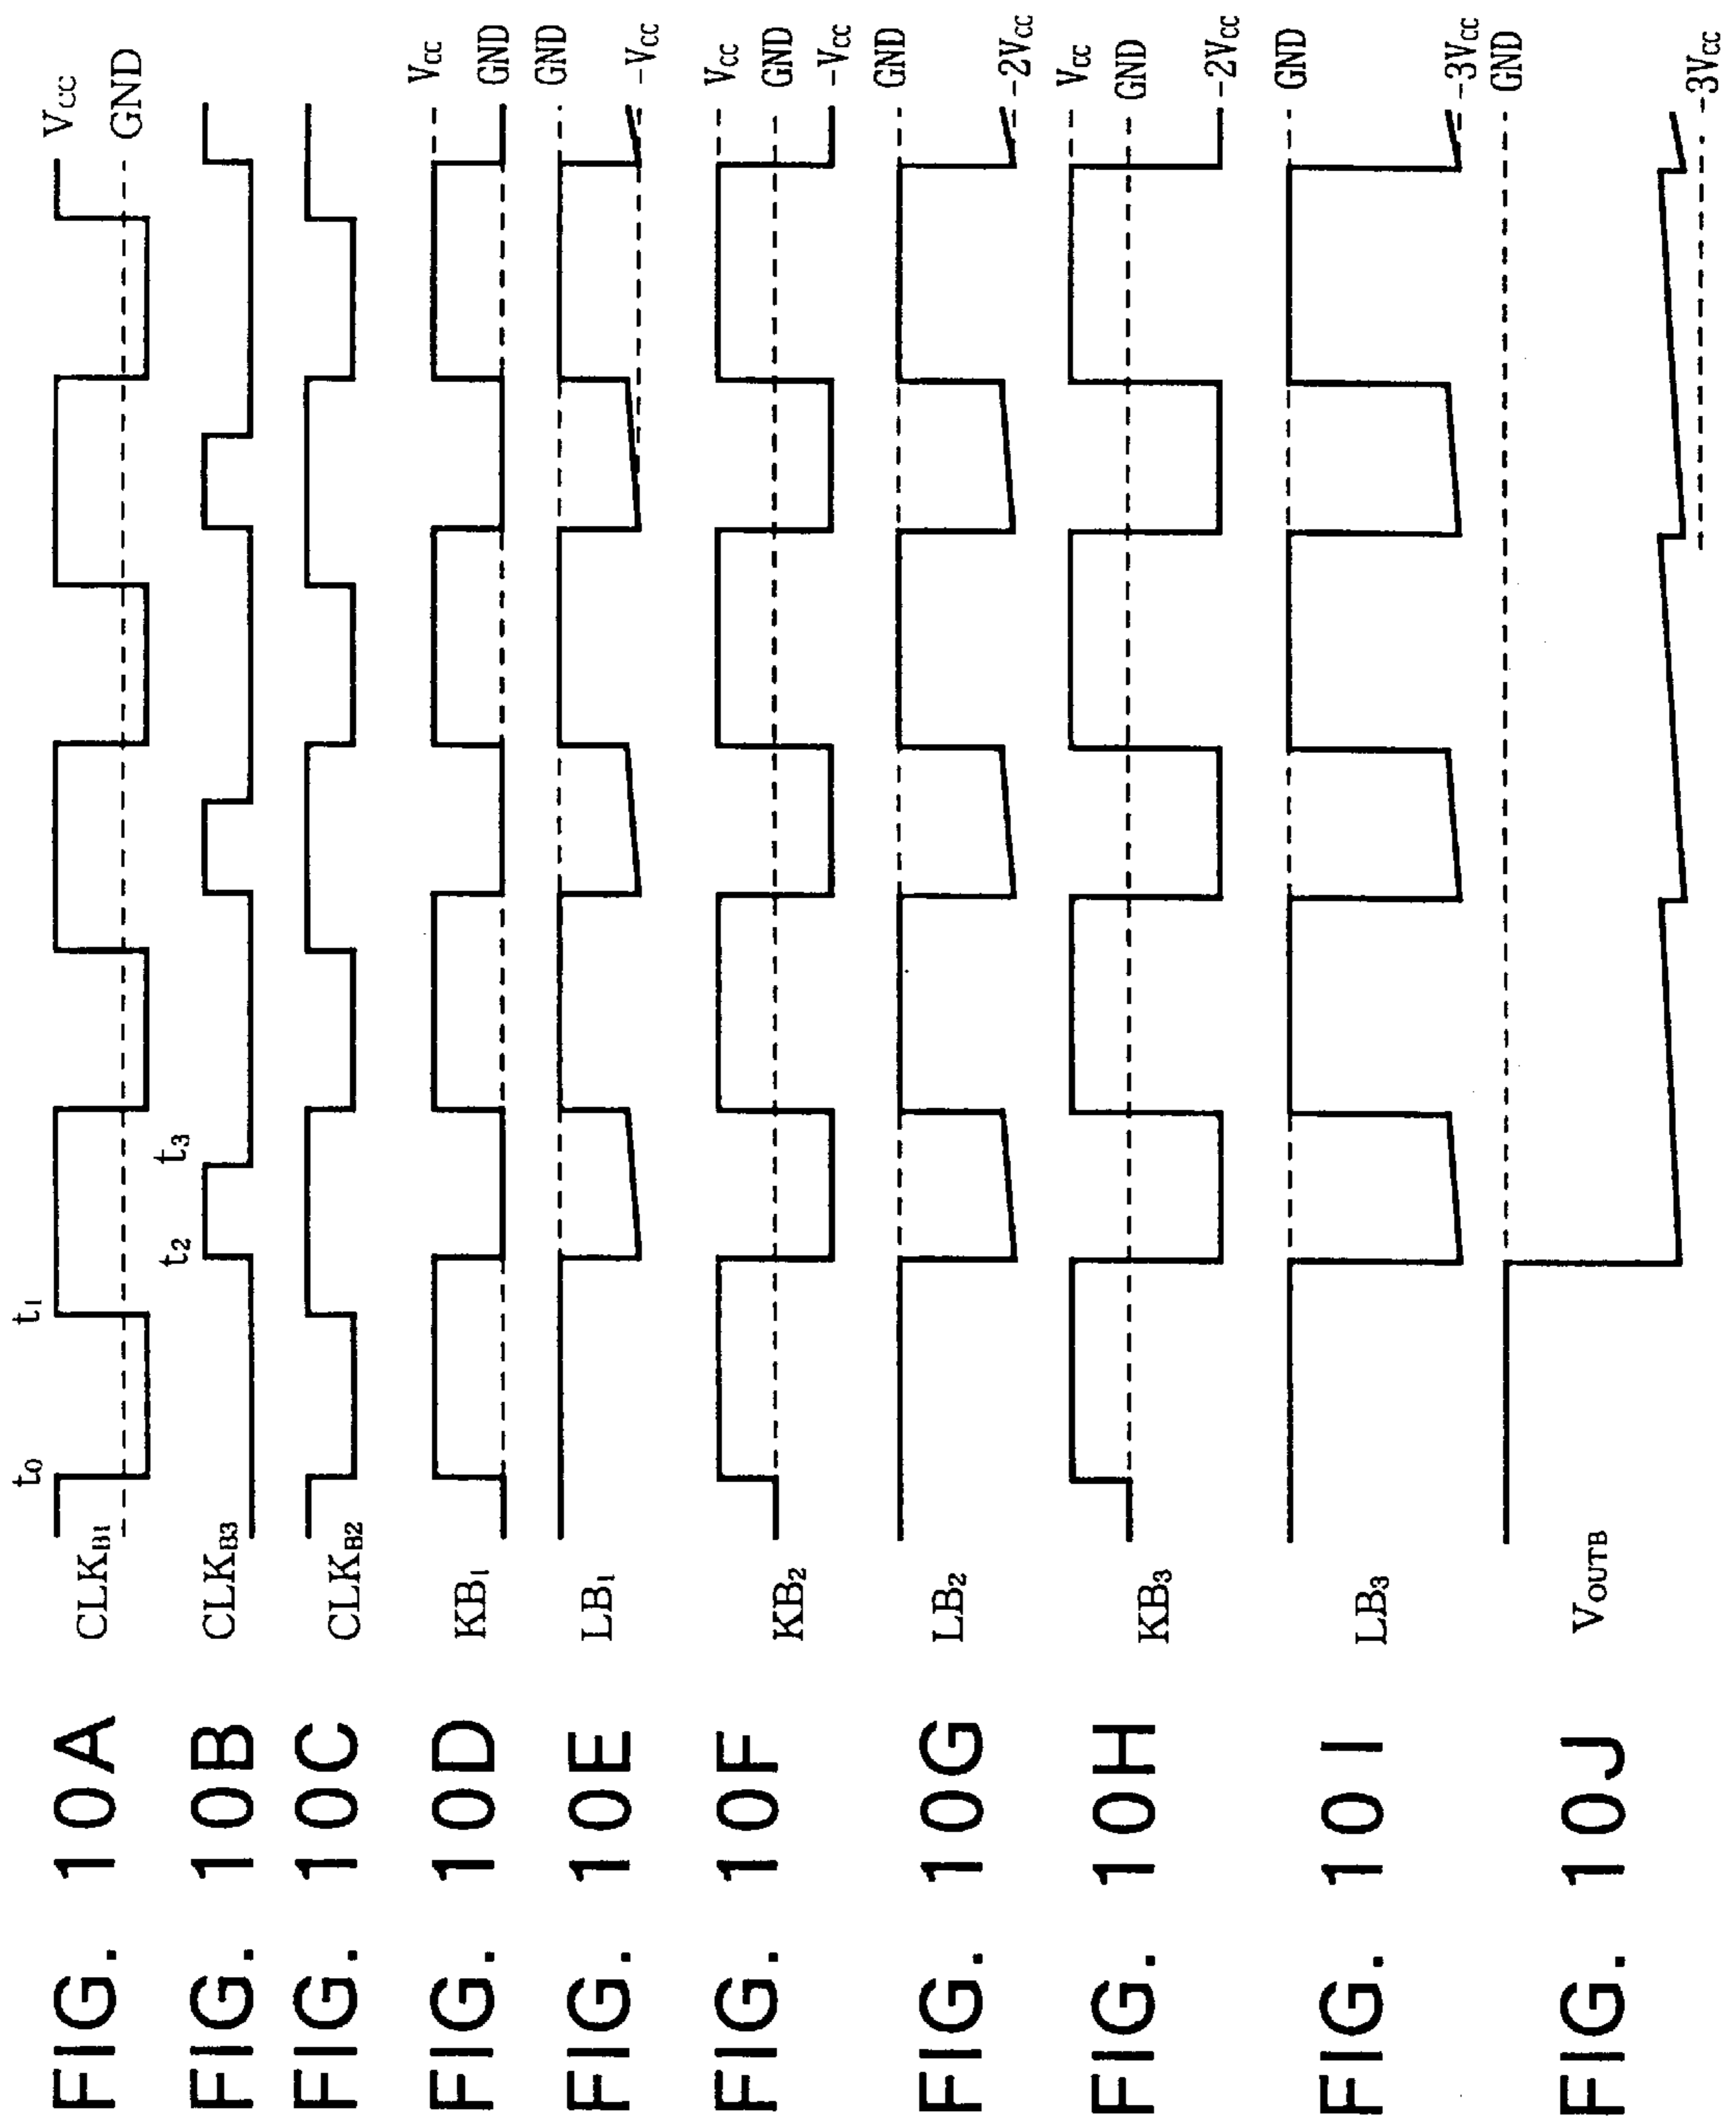 FIG. 10A CLKB1 t0 t1 VCC GND
FIG. 10B CLKB3 t2 t3
FIG. 10C CLKB2
FIG. 10D KB1 VCC GND
FIG. 10E LB1 GND -VCC
FIG. 10F KB2 VCC GND -VCC
FIG. 10G LB2 GND -2VCC
FIG. 10H KB3 VCC GND -2VCC
FIG. 10I LB3 GND -3VCC
FIG. 10J VOUTB GND -3VCC